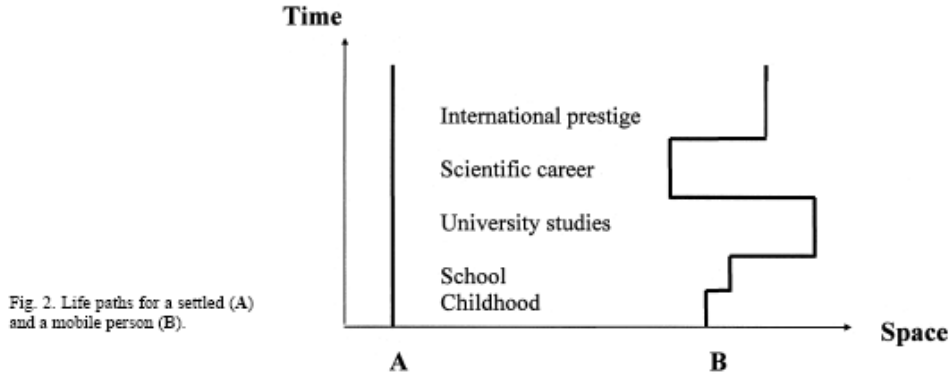 Time
International prestige
Scientific career
University studies
School
Childhood
Fig. 2. Life paths for a settled (A)
and a mobile person (B).
Space
A
B